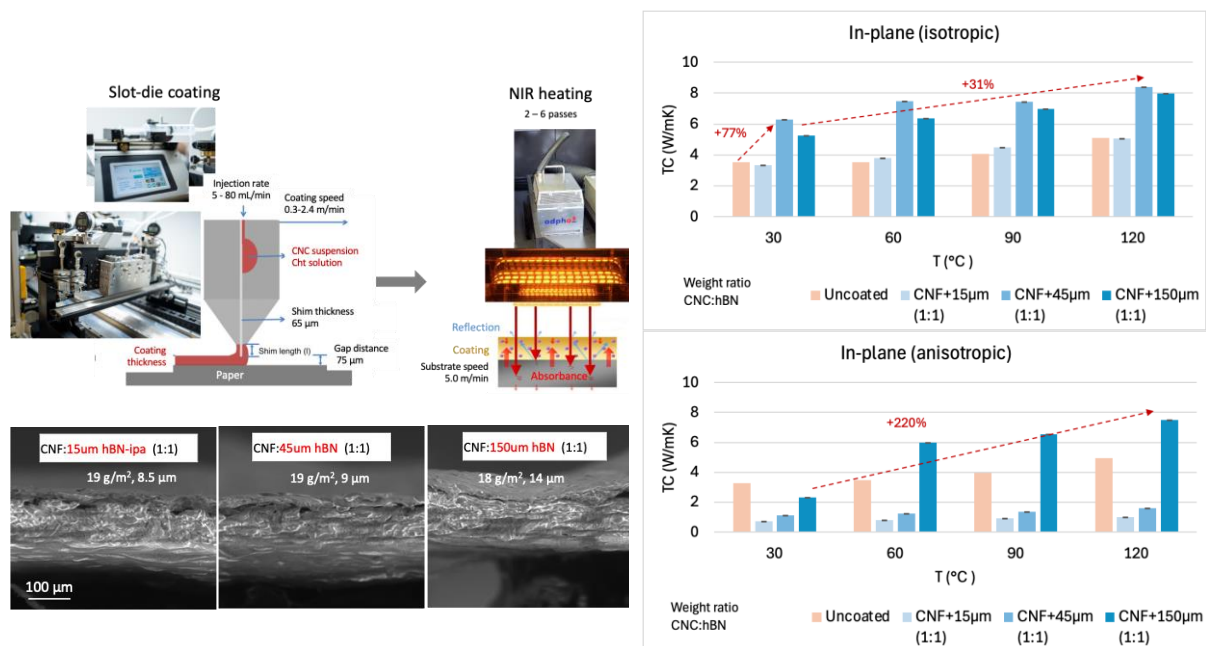 Slot-die coating
Injection rate
5 - 80 mL/min
Coating speed
0.3-2.4 m/min
CNC suspension
Cht solution
Shim thickness
65 µm
Coating
thickness
Shim length (l)
Gap distance
75 µm
Paper
NIR heating
2 – 6 passes
adphos
Reflection
Coating
Substrate speed
5.0 m/min
Absorbance
CNF:15um hBN-ipa (1:1)
19 g/m², 8.5 µm
100 µm
CNF:45um hBN (1:1)
19 g/m², 9 µm
CNF:150um hBN (1:1)
18 g/m², 14 µm
In-plane (isotropic)
10
8
6
4
2
0
TC (W/mK)
+77%
+31%
30
60
90
120
T (°C)
Weight ratio
CNC:hBN
Uncoated
CNF+15µm
(1:1)
CNF+45µm
(1:1)
CNF+150µm
(1:1)
In-plane (anisotropic)
10
8
6
4
2
0
TC (W/mK)
+220%
30
60
90
120
T (°C)
Weight ratio
CNC:hBN
Uncoated
CNF+15µm
(1:1)
CNF+45µm
(1:1)
CNF+150µm
(1:1)